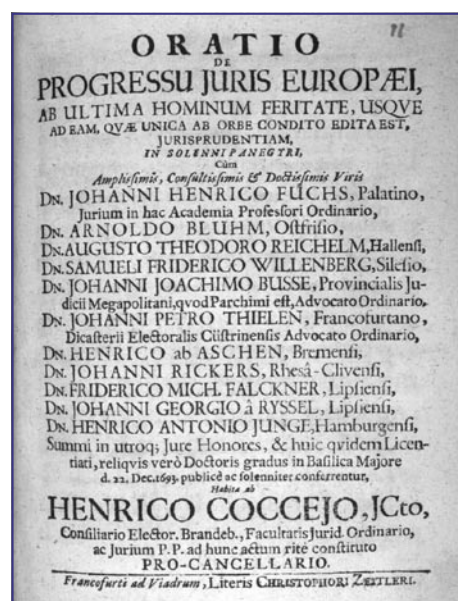 ORATIO
DE
PROGRESSU JURIS EUROPÆI,
AB ULTIMA HOMINUM FERITATE, USQVE
AD EAM, QVÆ UNICA AB ORBE CONDITO EDITA EST,
JURISPRUDENTIAM,
IN SOLENNI PANEGYRI,
Cùm
Amplissimis, Consultissimis & Doctissimis Viris
DN. JOHANNI HENRICO FUCHS, Palatino,
Jurium in hac Academia Professori Ordinario,
DN. ARNOLDO BLUHM, Ostfrisio,
DN. AUGUSTO THEODORO REICHELM, Hallensi,
DN. SAMUELI FRIDERICO WILLENBERG, Silesio,
DN. JOHANNI JOACHIMO BUSSE, Provincialis Ju-
dicii Megapolitani, qvod Parchimi est, Advocato Ordinario,
DN. JOHANNI PETRO THIELEN, Francofurtano,
Dicasterii Electoralis Cüstrinensis Advocato Ordinario,
DN. HENRICO ab ASCHEN, Bremensi,
DN. JOHANNI RICKERS, Rhesâ-Clivensi,
DN. FRIDERICO MICH. FALCKNER, Lipsiensi,
DN. JOHANNI GEORGIO â RYSSEL, Lipsiensi,
DN. HENRICO ANTONIO JUNGE, Hamburgensi,
Summi in utroq; Jure Honores, & huic qvidem Licen-
tiati, reliqvis verò Doctoris gradus in Basilica Majore
d. 22. Dec. 1693. publicè ac solenniter conferrentur,
Habita ab
HENRICO COCCEJO, JCto,
Consiliario Elector. Brandeb., Facultatis Jurid. Ordinario,
ac Jurium P. P. ad hunc actum ritè constituto
PRO-CANCELLARIO.
Francofurti ad Viadrum, Literis CHRISTOPHORI ZEITLERI.